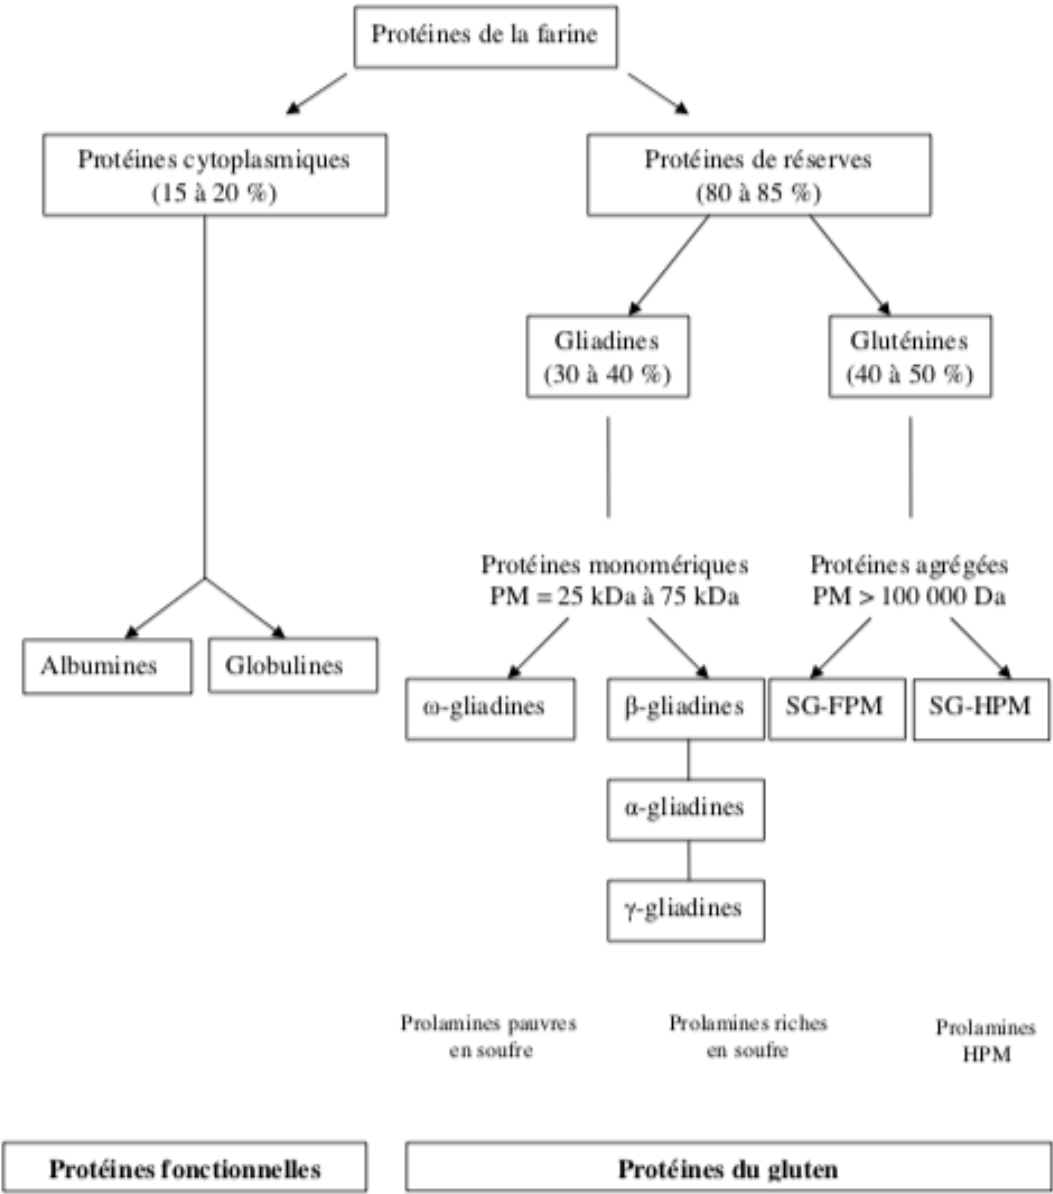 Protéines de la farine
Protéines cytoplasmiques
(15 à 20 %)
Protéines de réserves
(80 à 85 %)
Gliadines
(30 à 40 %)
Gluténines
(40 à 50 %)
Protéines monomériques
PM = 25 kDa à 75 kDa
Protéines agrégées
PM > 100 000 Da
Albumines
Globulines
ω-gliadines
β-gliadines
SG-FPM
SG-HPM
α-gliadines
γ-gliadines
Prolamines pauvres
en soufre
Prolamines riches
en soufre
Prolamines
HPM
Protéines fonctionnelles
Protéines du gluten